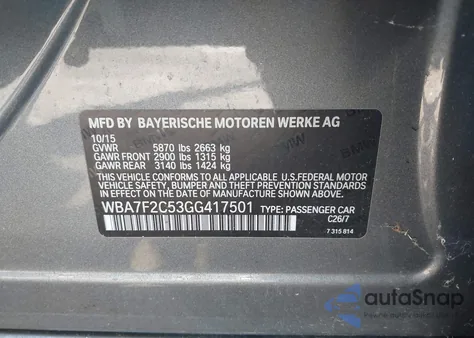 MFD BY BAYERISCHE MOTOREN WERKE AG
10/15
GVWR 5870 lbs 2663 kg
GAWR FRONT 2900 lbs 1315 kg
GAWR REAR 3140 lbs 1424 kg
THIS VEHICLE CONFORMS TO ALL APPLICABLE
U.S.FEDERAL MOTOR
VEHICLE SAFETY, BUMPER, AND THEFT
PREVENTION STANDARDS IN EFFECT ON
THE DATE OF MANUFACTURE SHOWN ABOVE.
WBA7F2C53GG417501 TYPE: PASSENGER CAR
C26/7
7 315 814
autoSnap